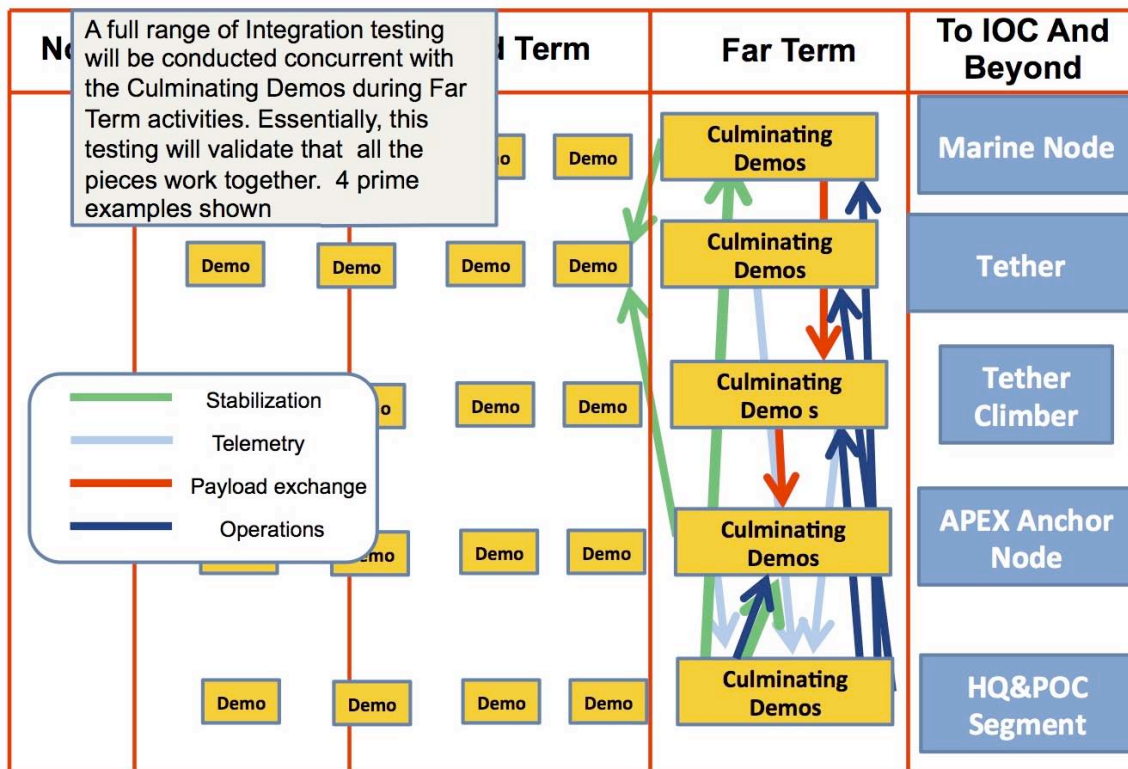 A full range of Integration testing
will be conducted concurrent with
the Culminating Demos during Far
Term activities. Essentially, this
testing will validate that all the
pieces work together. 4 prime
examples shown
Term
Far Term
To IOC And
Beyond
Demo
Culminating
Demos
Marine Node
Demo
Demo
Demo
Demo
Culminating
Demos
Tether
Stabilization
Telemetry
Payload exchange
Operations
Demo
Demo
Culminating
Demo s
Tether
Climber
Demo
Demo
Culminating
Demos
APEX Anchor
Node
Demo
Demo
Demo
Demo
Culminating
Demos
HQ&POC
Segment